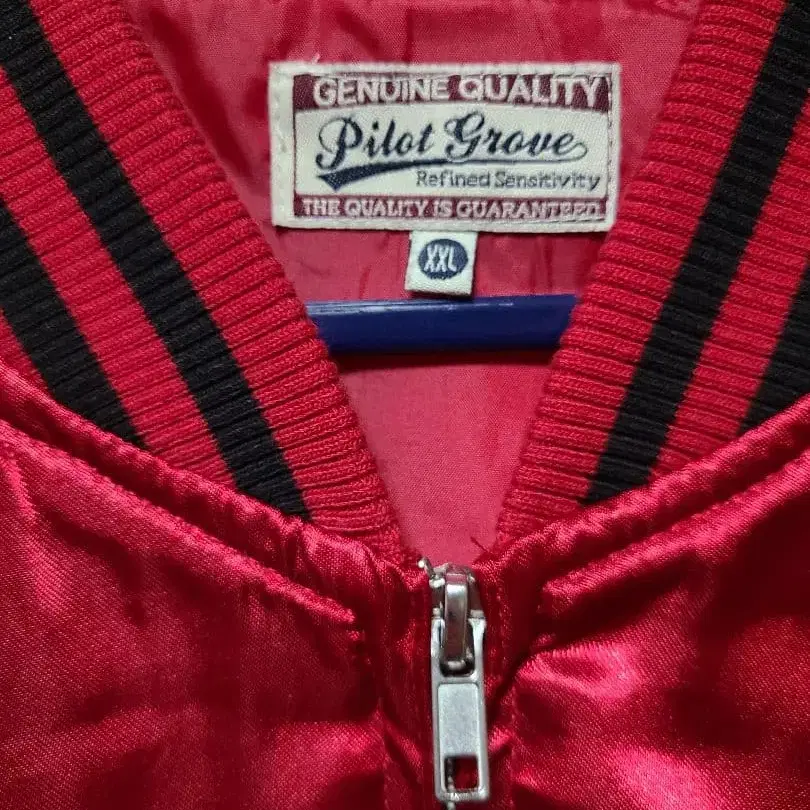 GENUINE QUALITY
Pilot Grove
Refined Sensitivity
THE QUALITY IS GUARANTEED
XXL